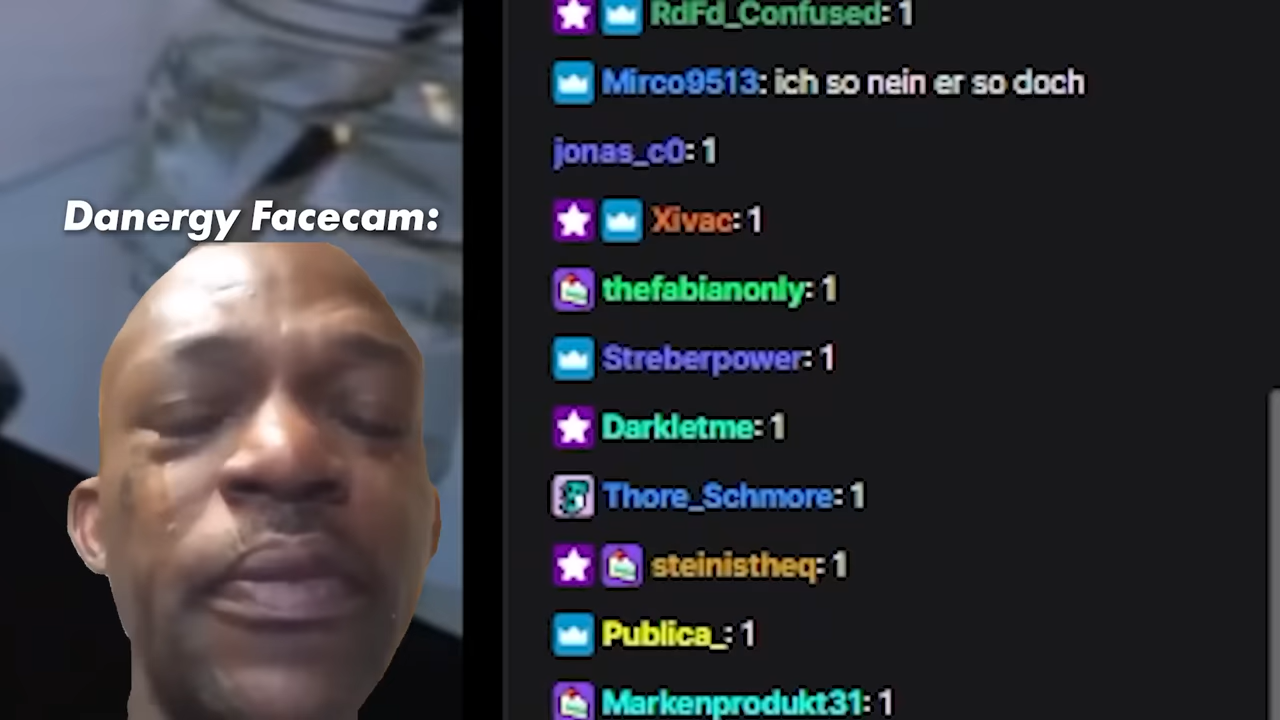 Danergy Facecam:
RdFd_Confused: 1
Mirco9513: ich so nein er so doch
jonas_c0: 1
Xivac: 1
thefabianonly: 1
Streberpower: 1
Darkletme: 1
Thore_Schmore: 1
steinistheq: 1
Publica_: 1
Markenprodukt31: 1